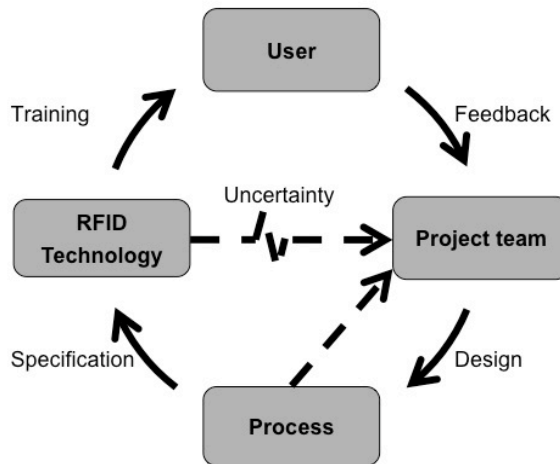 User
Training
Feedback
Uncertainty
RFID
Technology
Project team
Specification
Design
Process